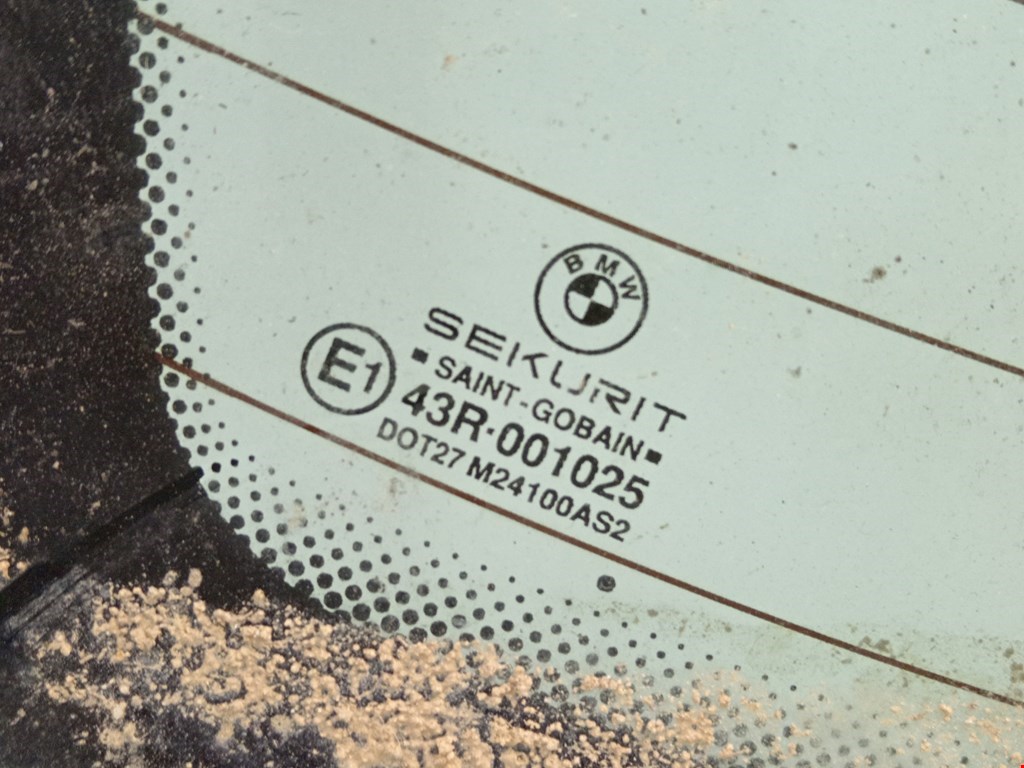 BMW
SEKURIT
SAINT-GOBAIN
E1
43R·001025
DOT27 M24100AS2